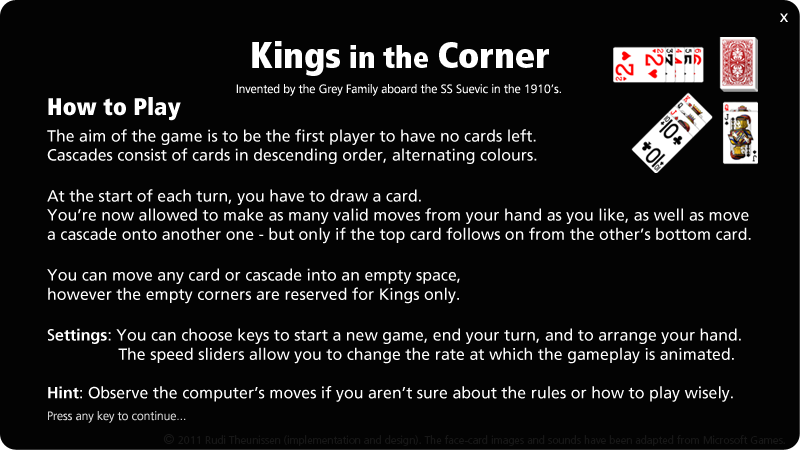 x
Kings in the Corner
Invented by the Grey Family aboard the SS Suevic in the 1910's.
How to Play
The aim of the game is to be the first player to have no cards left.
Cascades consist of cards in descending order, alternating colours.
At the start of each turn, you have to draw a card.
You're now allowed to make as many valid moves from your hand as you like, as well as move
a cascade onto another one - but only if the top card follows on from the other's bottom card.
You can move any card or cascade into an empty space,
however the empty corners are reserved for Kings only.
Settings: You can choose keys to start a new game, end your turn, and to arrange your hand.
The speed sliders allow you to change the rate at which the gameplay is animated.
Hint: Observe the computer's moves if you aren't sure about the rules or how to play wisely.
Press any key to continue...
© 2011 Rudi Theunissen (implementation and design). The face-card images and sounds have been adapted from Microsoft Games.